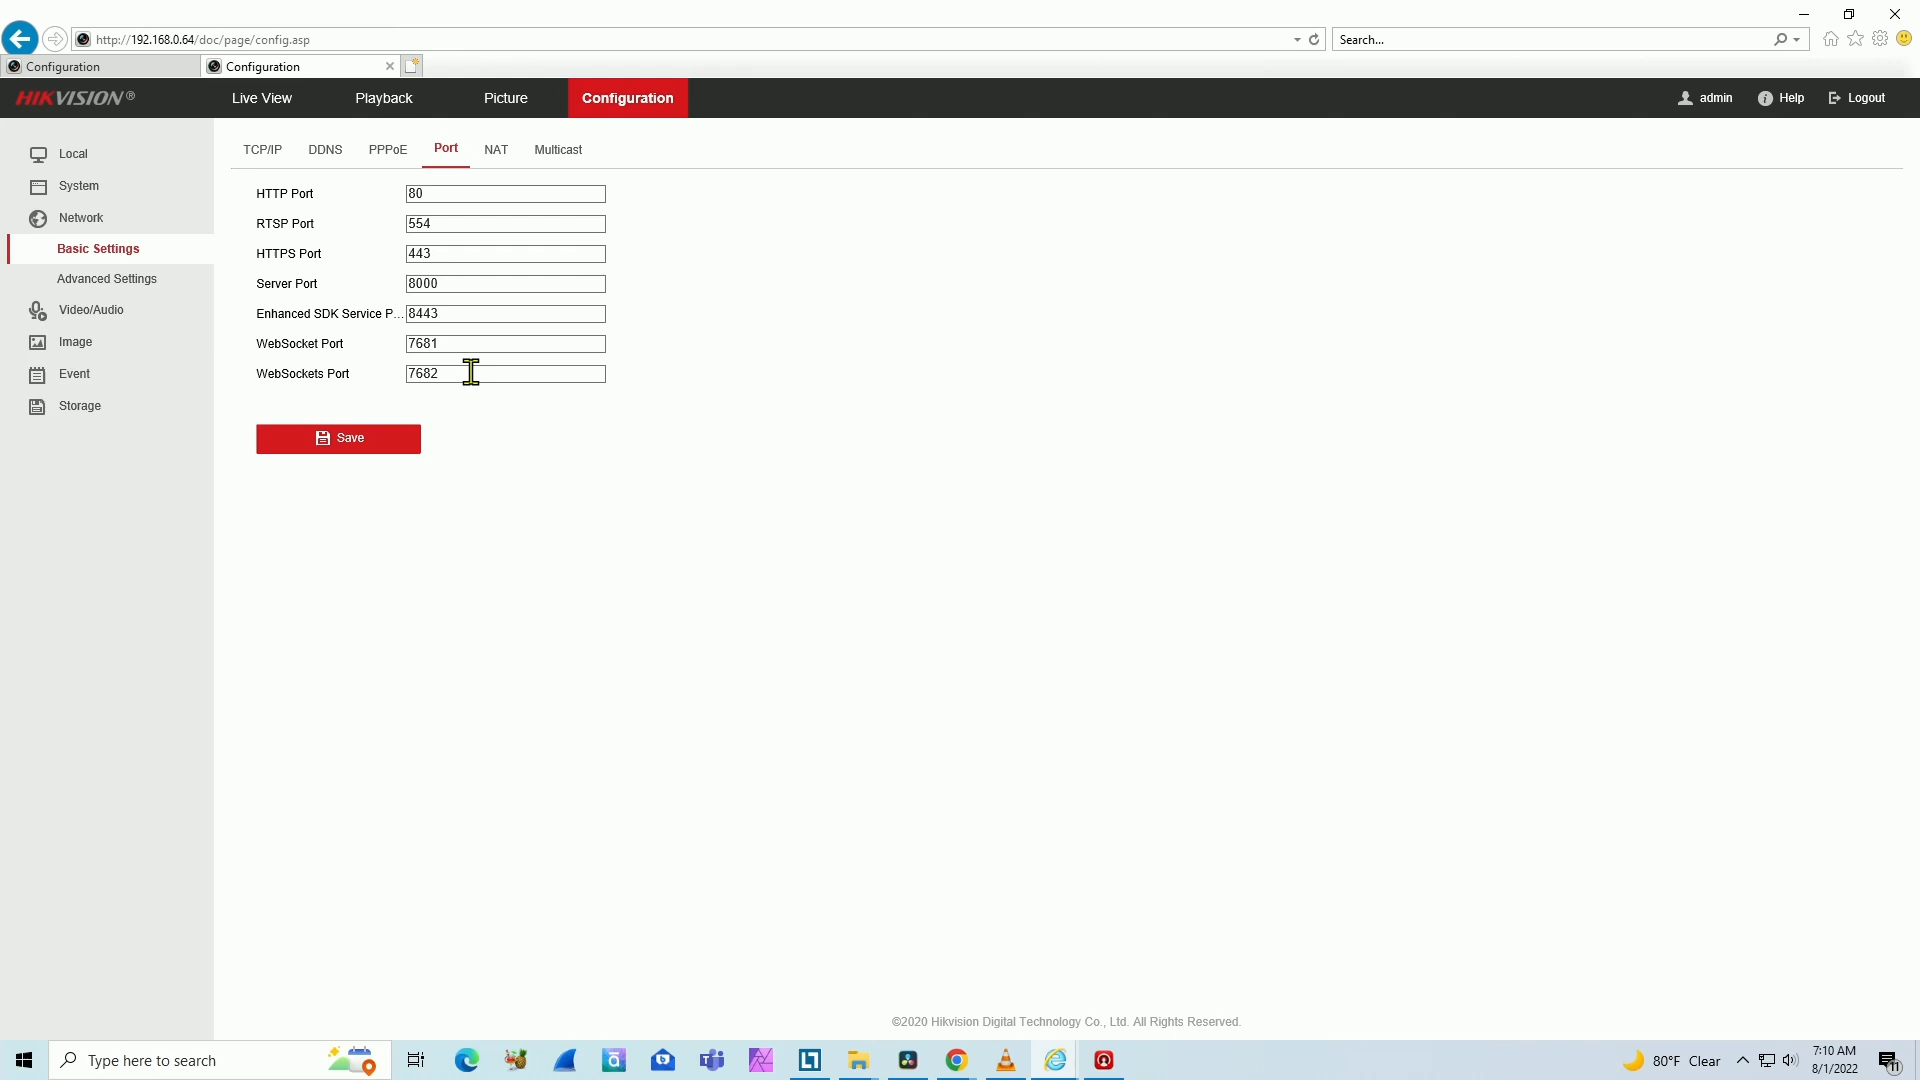 http://192.168.0.64/doc/page/config.asp
Search...
Configuration
Configuration
HIKVISION®
Live View
Playback
Picture
Configuration
admin
Help
Logout
Local
System
Network
Basic Settings
Advanced Settings
Video/Audio
Image
Event
Storage
TCP/IP
DDNS
PPPoE
Port
NAT
Multicast
HTTP Port 80
RTSP Port 554
HTTPS Port 443
Server Port 8000
Enhanced SDK Service P... 8443
WebSocket Port 7681
WebSockets Port 7682
Save
©2020 Hikvision Digital Technology Co., Ltd. All Rights Reserved.
Type here to search
80°F Clear
7:10 AM
8/1/2022
11